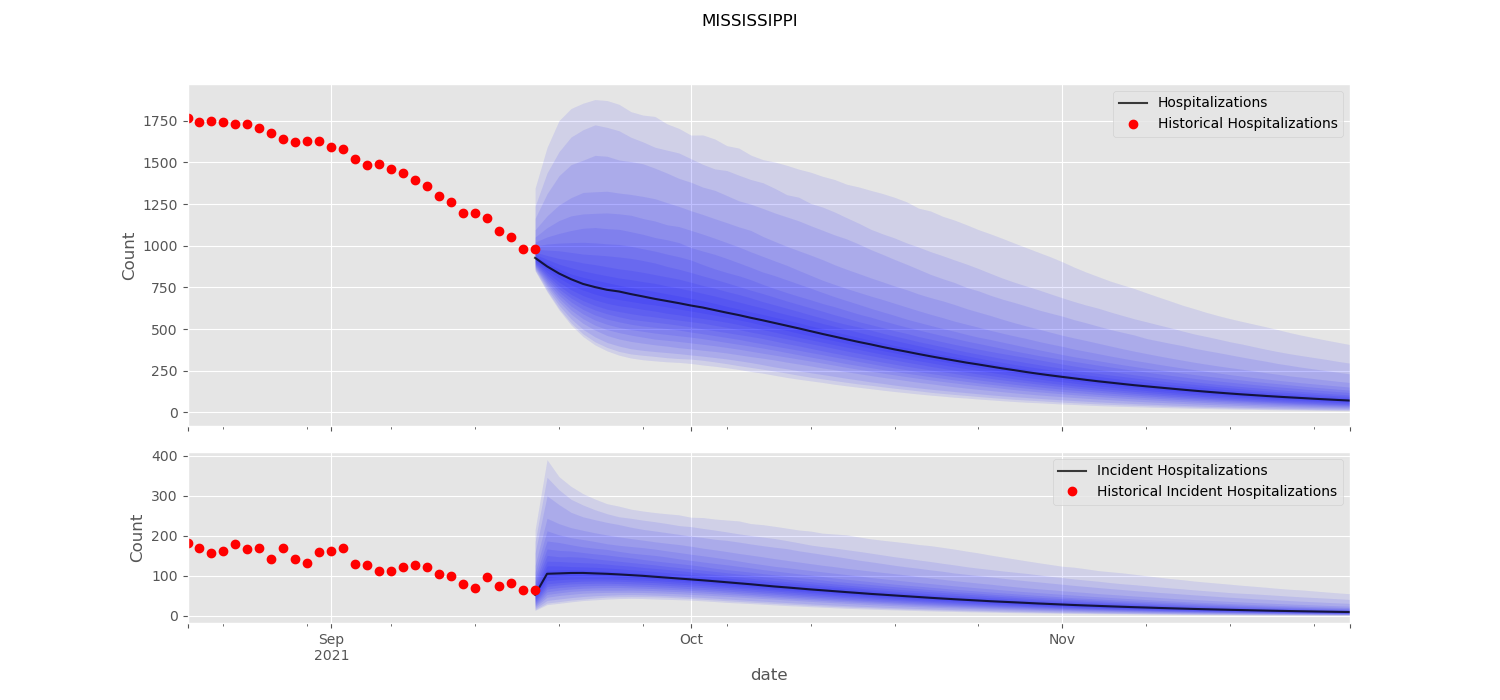 MISSISSIPPI
Hospitalizations
Historical Hospitalizations
1750
1500
1250
1000
750
500
250
0
Count
Incident Hospitalizations
Historical Incident Hospitalizations
400
300
200
100
0
Count
Sep
2021
Oct
Nov
date